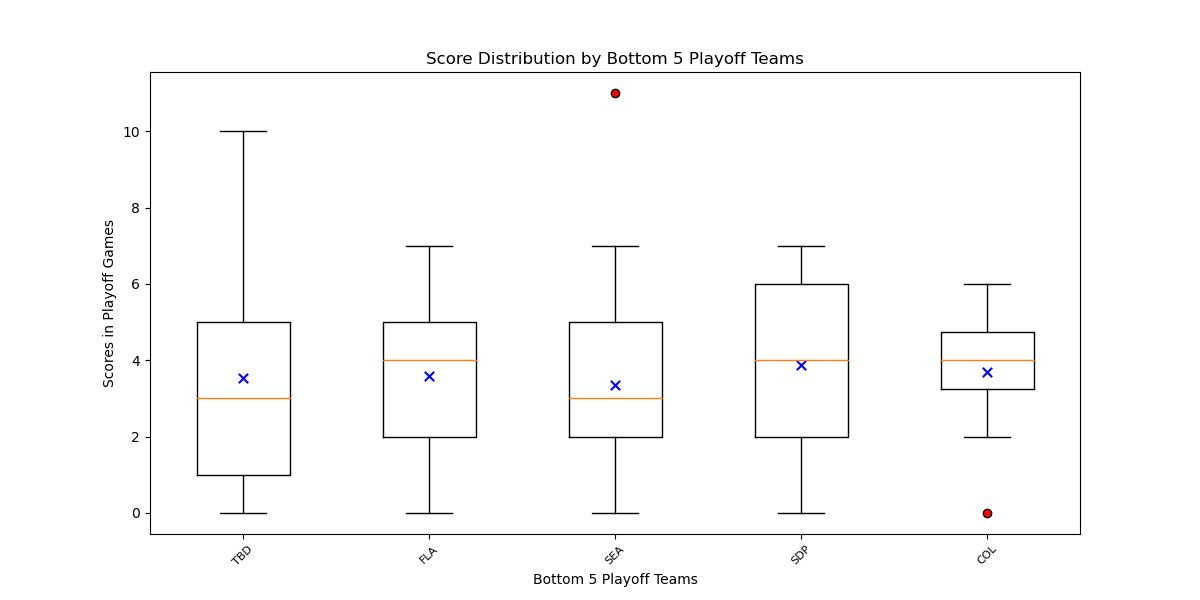 Score Distribution by Bottom 5 Playoff Teams
Scores in Playoff Games
10
8
6
4
2
0
TBD FLA SEA SDP COL
Bottom 5 Playoff Teams